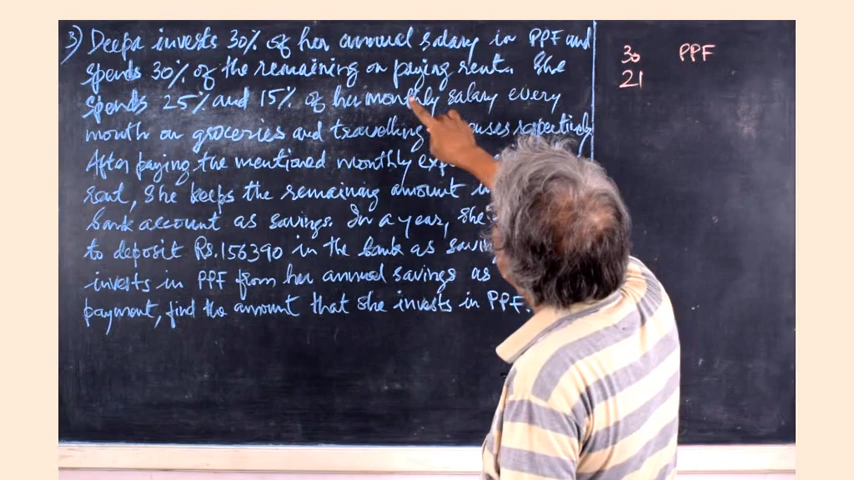 3) Deepa invests 30% of her annual salary in PPF and
spends 30% of the remaining on paying rent. She
spends 25% and 15% of her monthly salary every
month on groceries and travelling respectively
After paying the mentioned monthly
rent, she keeps the remaining amount
bank account as savings. In a year, she
to deposit Rs.156390 in the bank as
invests in PPF from her annual savings as
payment, find the amount that she invests in PPF.
30 PPF
21